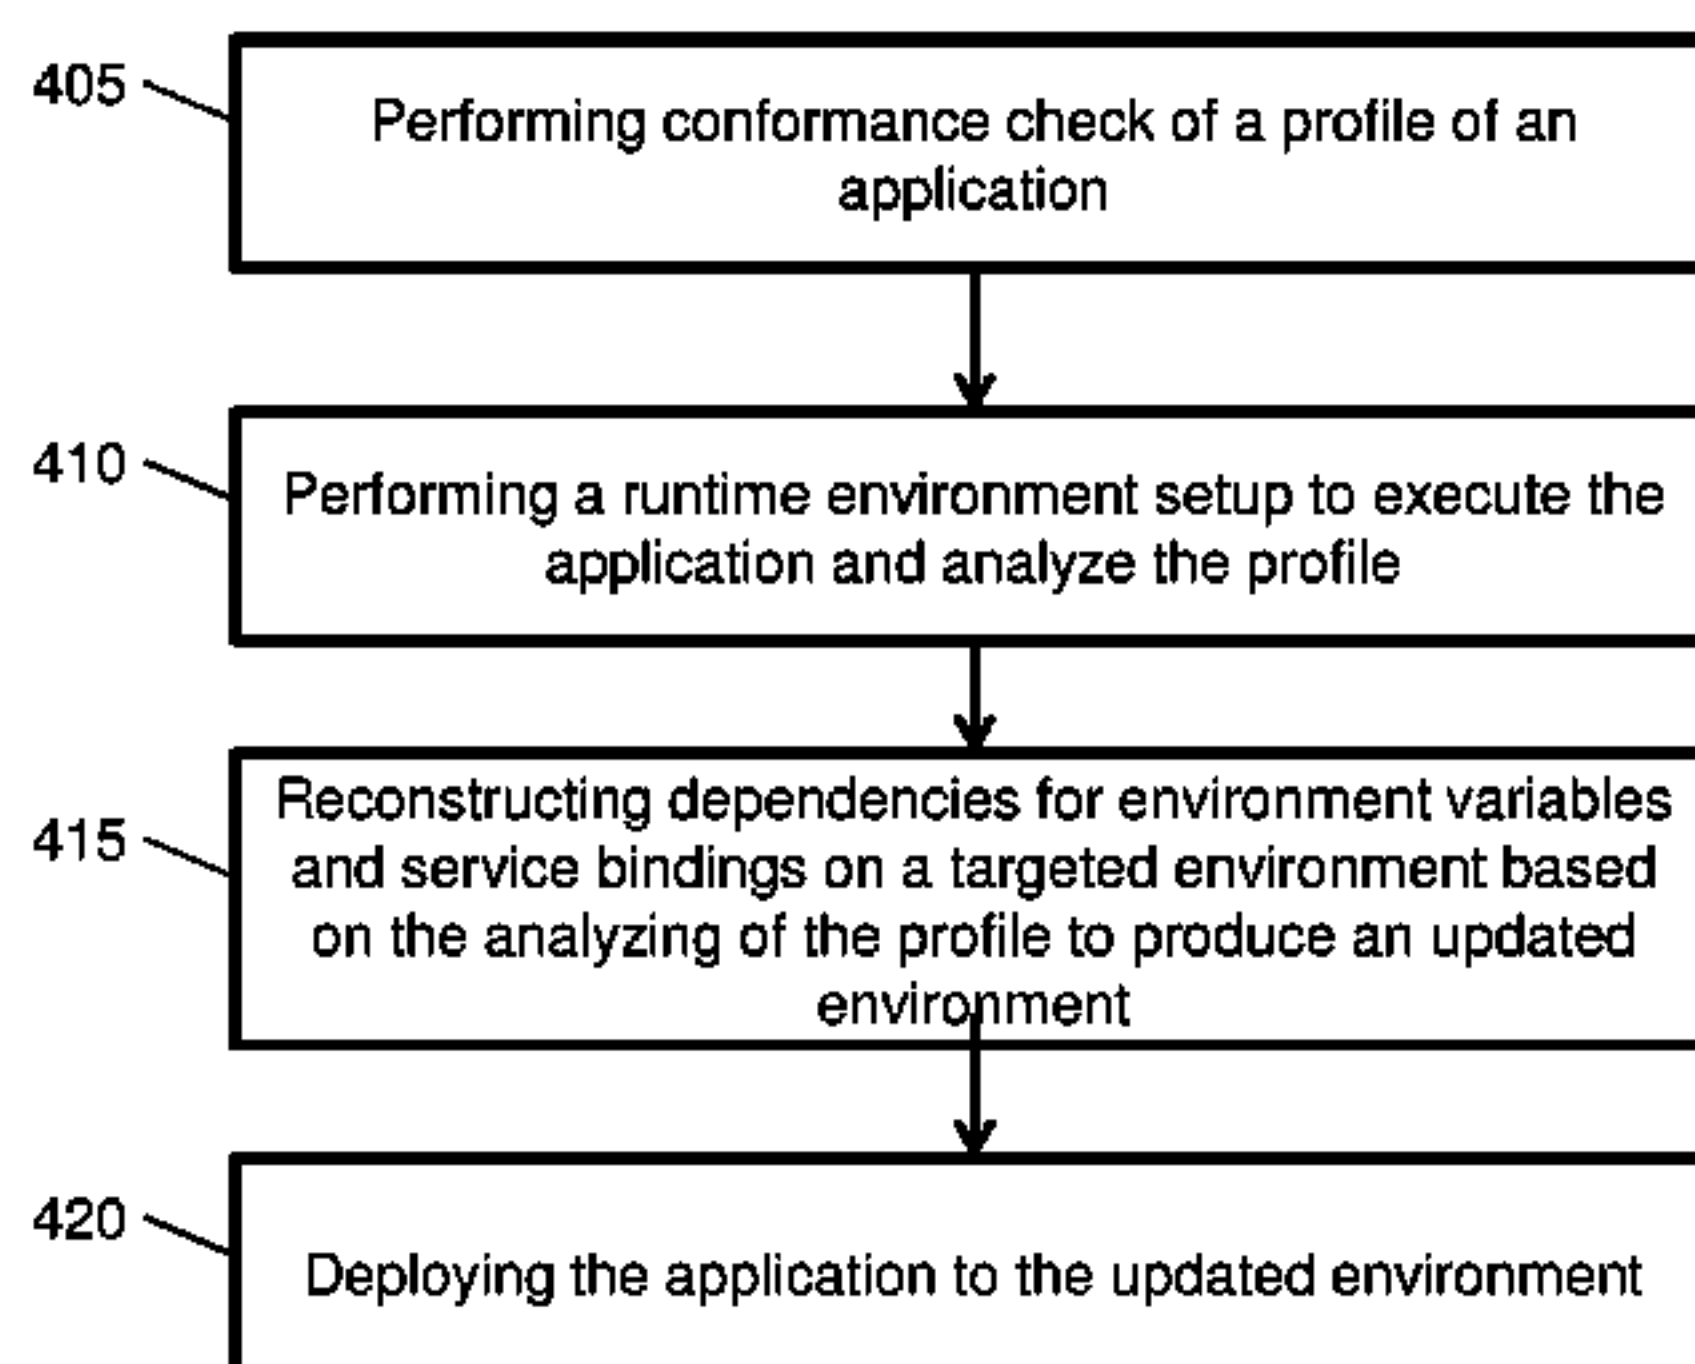 405
Performing conformance check of a profile of an
application
410
Performing a runtime environment setup to execute the
application and analyze the profile
415
Reconstructing dependencies for environment variables
and service bindings on a targeted environment based
on the analyzing of the profile to produce an updated
environment
420
Deploying the application to the updated environment